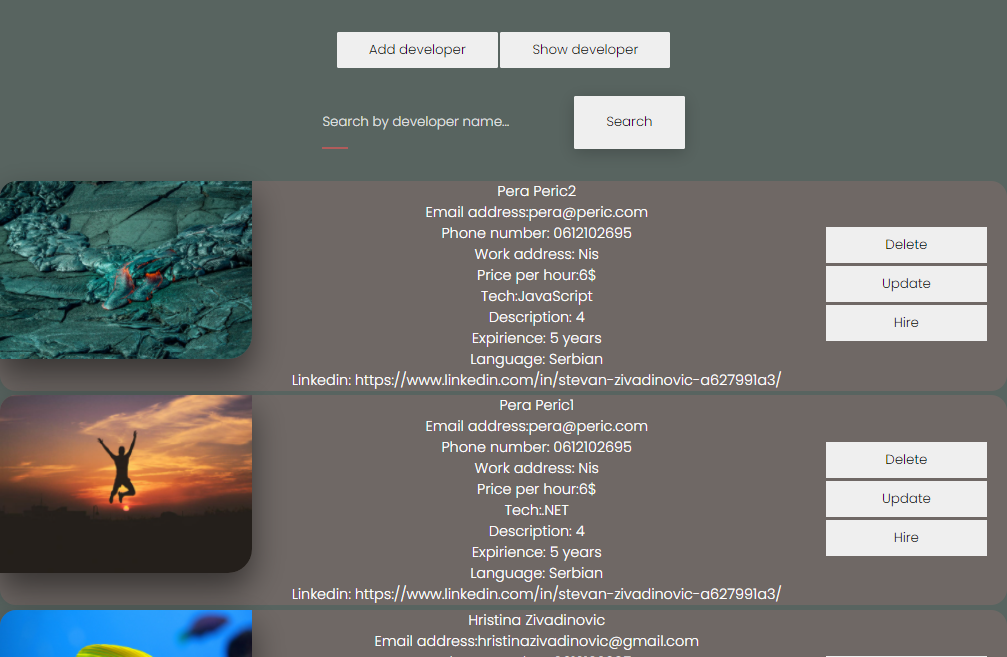 Add developer
Show developer
Search by developer name...
Search
Pera Peric2
Email address:pera@peric.com
Phone number: 0612102695
Work address: Nis
Price per hour:6$
Tech:JavaScript
Description: 4
Expirience: 5 years
Language: Serbian
Linkedin: https://www.linkedin.com/in/stevan-zivadinovic-a627991a3/
Delete
Update
Hire
Pera Peric1
Email address:pera@peric.com
Phone number: 0612102695
Work address: Nis
Price per hour:6$
Tech:.NET
Description: 4
Expirience: 5 years
Language: Serbian
Linkedin: https://www.linkedin.com/in/stevan-zivadinovic-a627991a3/
Delete
Update
Hire
Hristina Zivadinovic
Email address:hristinazivadinovic@gmail.com